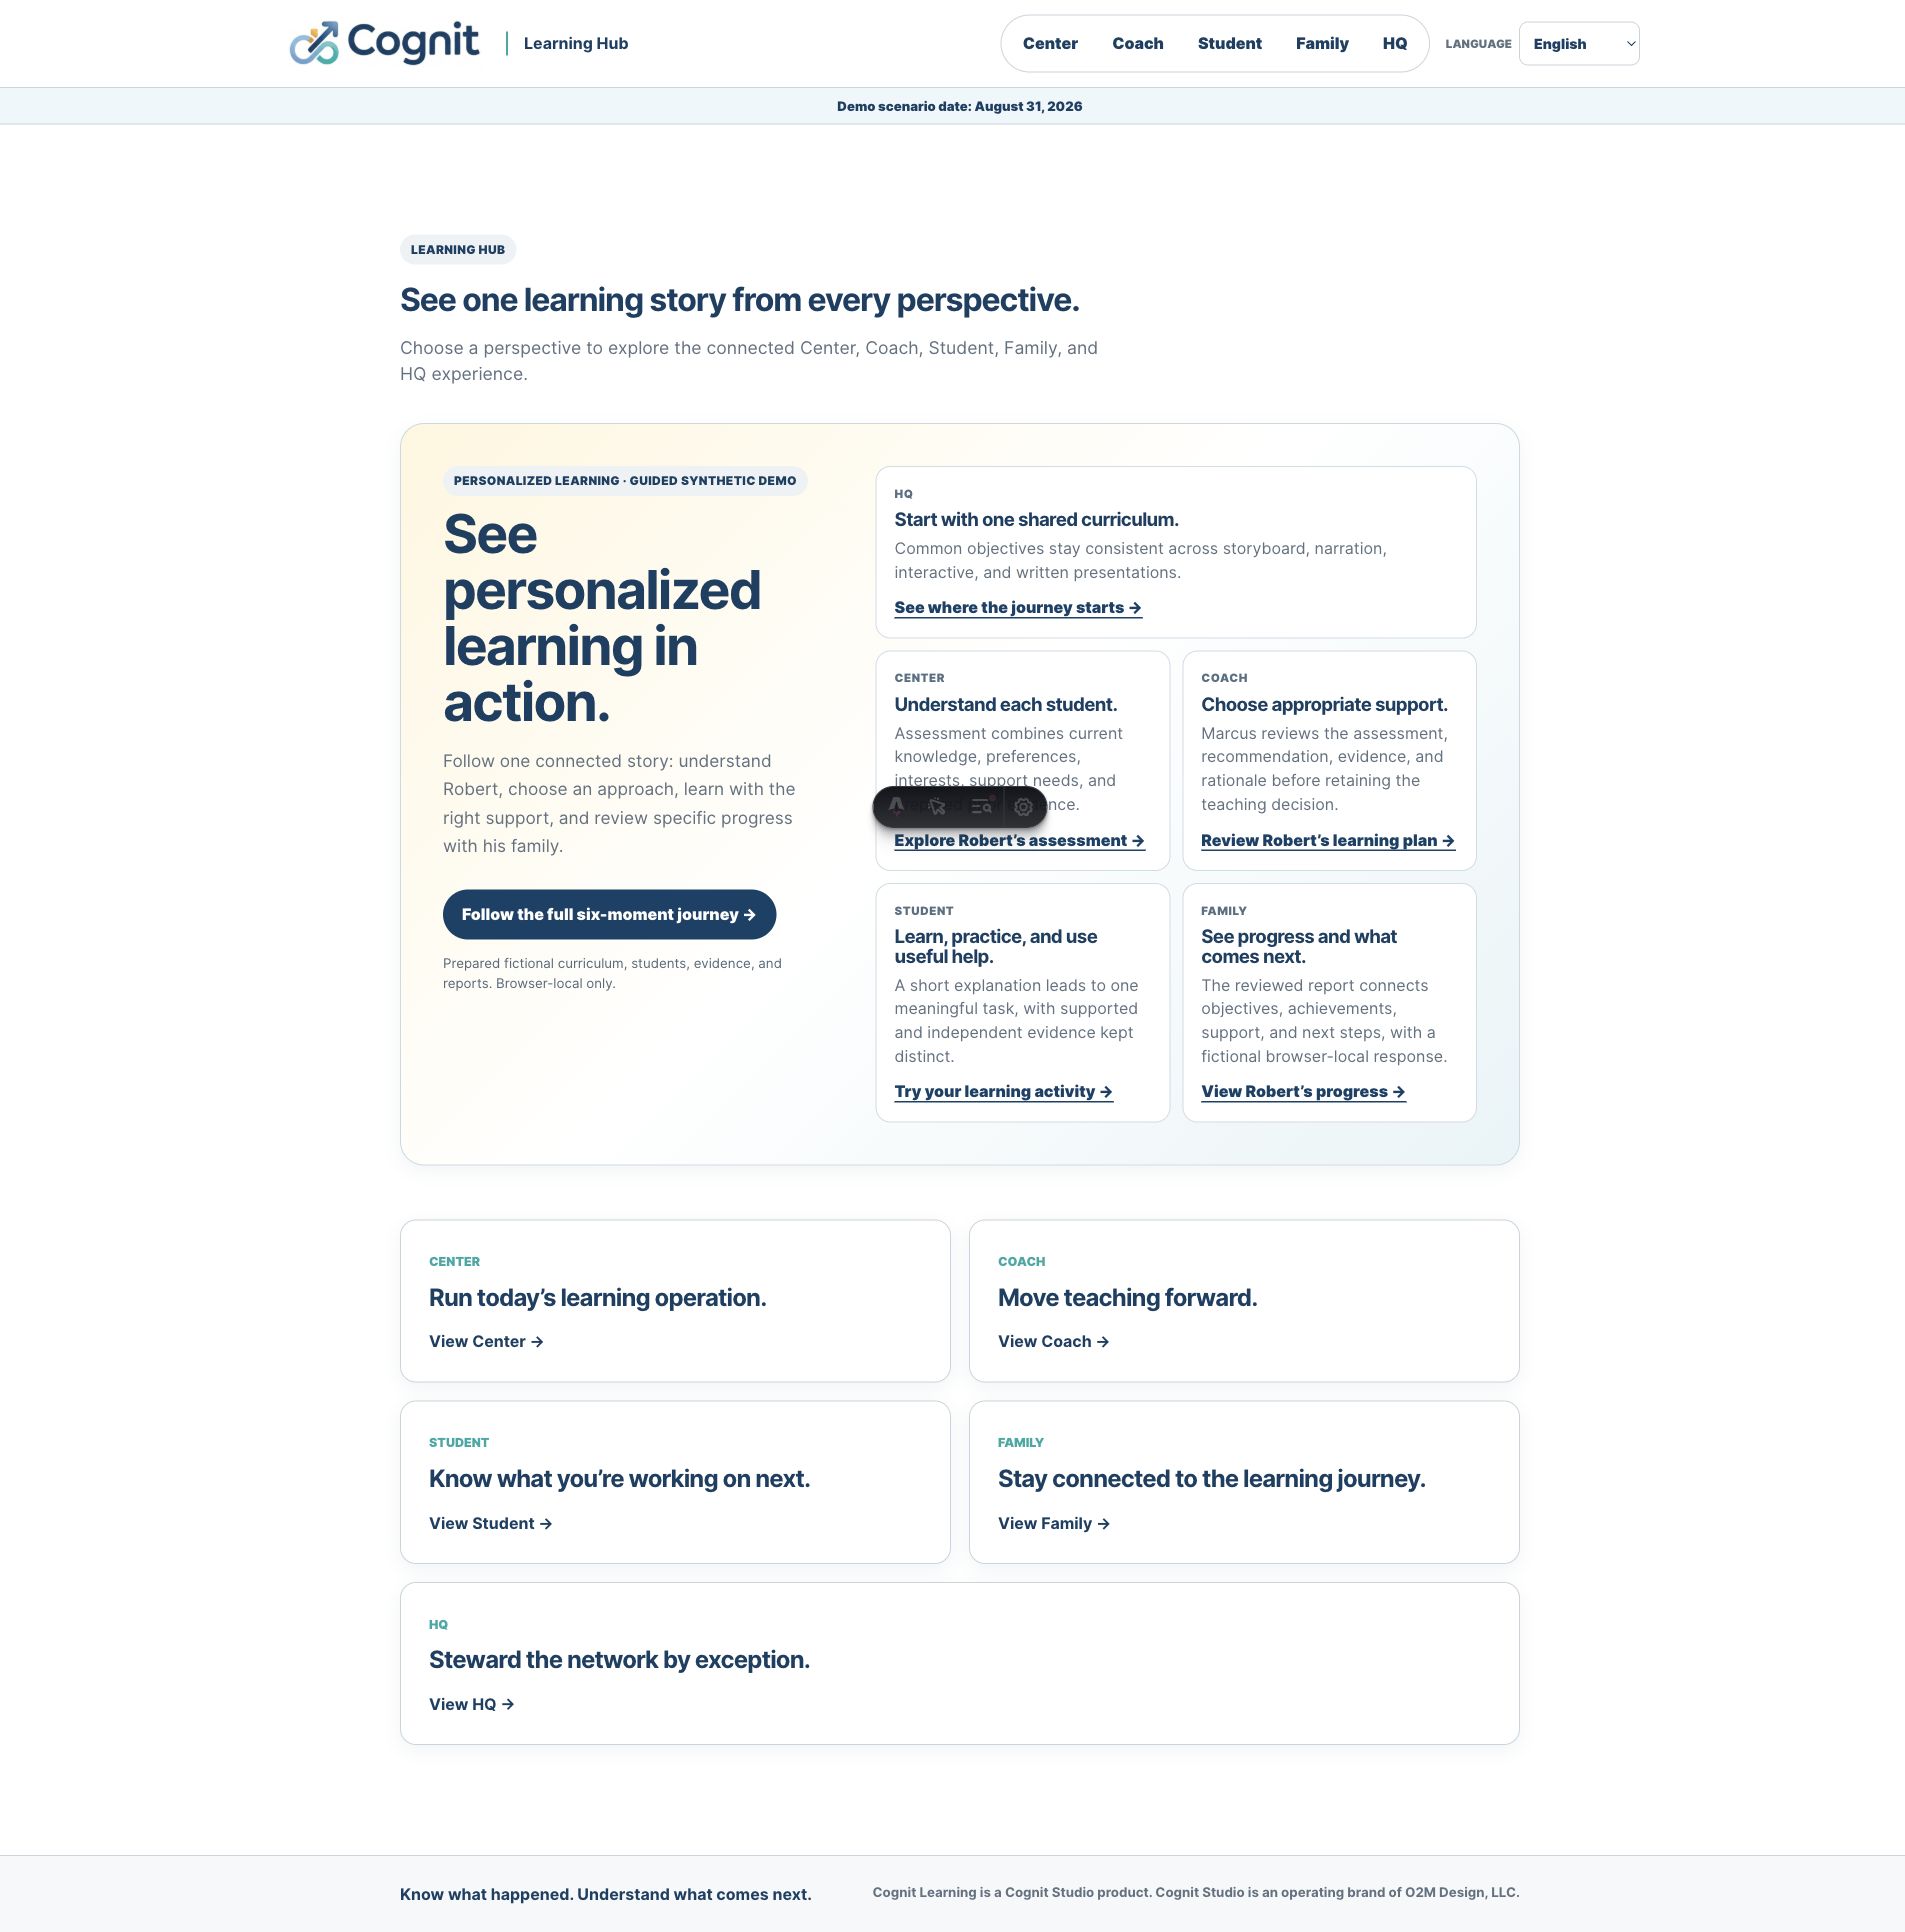 Cognit
Learning Hub
Center
Coach
Student
Family
HQ
LANGUAGE
English
Demo scenario date: August 31, 2026
LEARNING HUB
See one learning story from every perspective.
Choose a perspective to explore the connected Center, Coach, Student, Family, and
HQ experience.
PERSONALIZED LEARNING · GUIDED SYNTHETIC DEMO
See
personalized
learning in
action.
Follow one connected story: understand
Robert, choose an approach, learn with the
right support, and review specific progress
with his family.
Follow the full six-moment journey →
Prepared fictional curriculum, students, evidence, and
reports. Browser-local only.
HQ
Start with one shared curriculum.
Common objectives stay consistent across storyboard, narration,
interactive, and written presentations.
See where the journey starts →
CENTER
Understand each student.
Assessment combines current
knowledge, preferences,
interests, support needs, and
Explore Robert’s assessment →
COACH
Choose appropriate support.
Marcus reviews the assessment,
recommendation, evidence, and
rationale before retaining the
teaching decision.
Review Robert’s learning plan →
STUDENT
Learn, practice, and use
useful help.
A short explanation leads to one
meaningful task, with supported
and independent evidence kept
distinct.
Try your learning activity →
FAMILY
See progress and what
comes next.
The reviewed report connects
objectives, achievements,
support, and next steps, with a
fictional browser-local response.
View Robert’s progress →
CENTER
Run today’s learning operation.
View Center →
COACH
Move teaching forward.
View Coach →
STUDENT
Know what you’re working on next.
View Student →
FAMILY
Stay connected to the learning journey.
View Family →
HQ
Steward the network by exception.
View HQ →
Know what happened. Understand what comes next.
Cognit Learning is a Cognit Studio product. Cognit Studio is an operating brand of O2M Design, LLC.